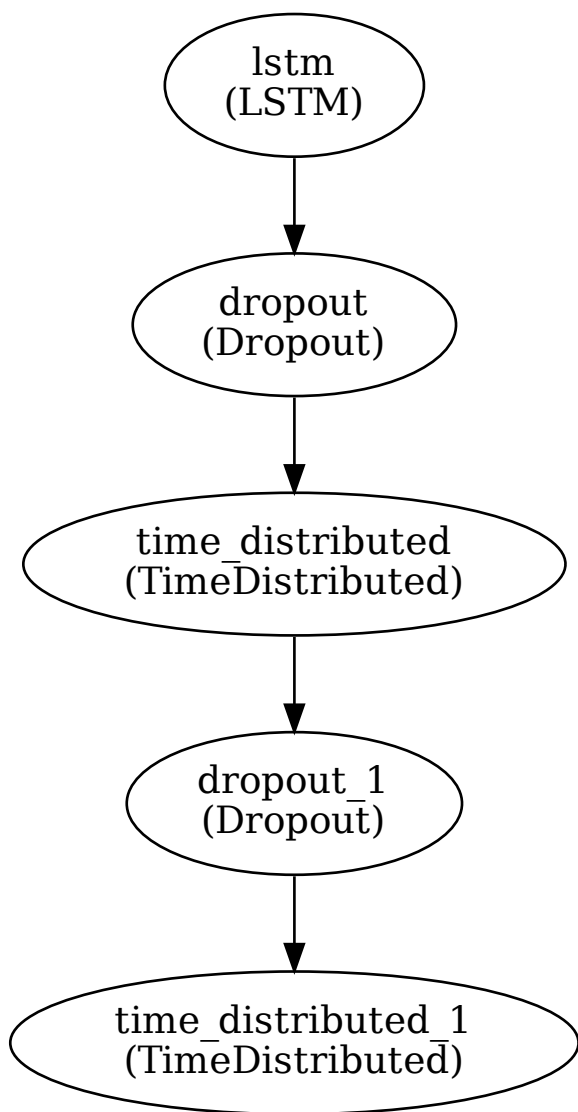 lstm
(LSTM)
dropout
(Dropout)
time_distributed
(TimeDistributed)
dropout_1
(Dropout)
time_distributed_1
(TimeDistributed)